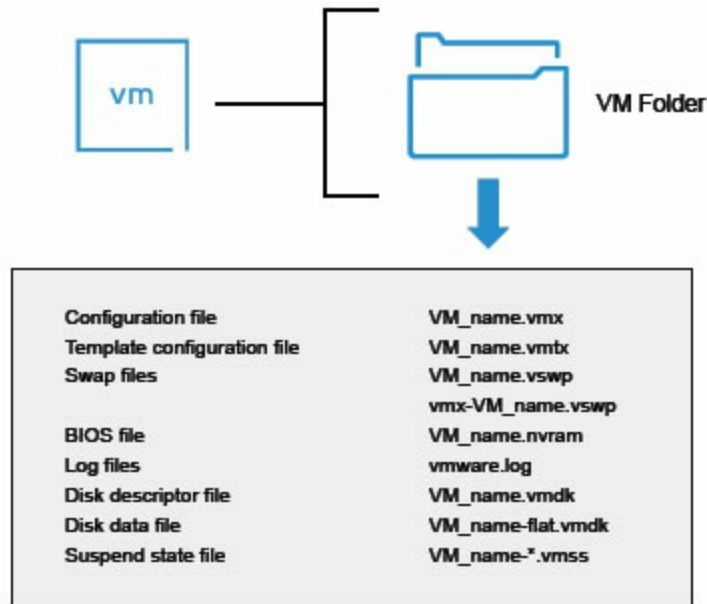 vm
VM Folder
Configuration file VM_name.vmx
Template configuration file VM_name.vmtx
Swap files VM_name.vswp
vmx-VM_name.vswp
BIOS file VM_name.nvram
Log files vmware.log
Disk descriptor file VM_name.vmdk
Disk data file VM_name-flat.vmdk
Suspend state file VM_name-*.vmss